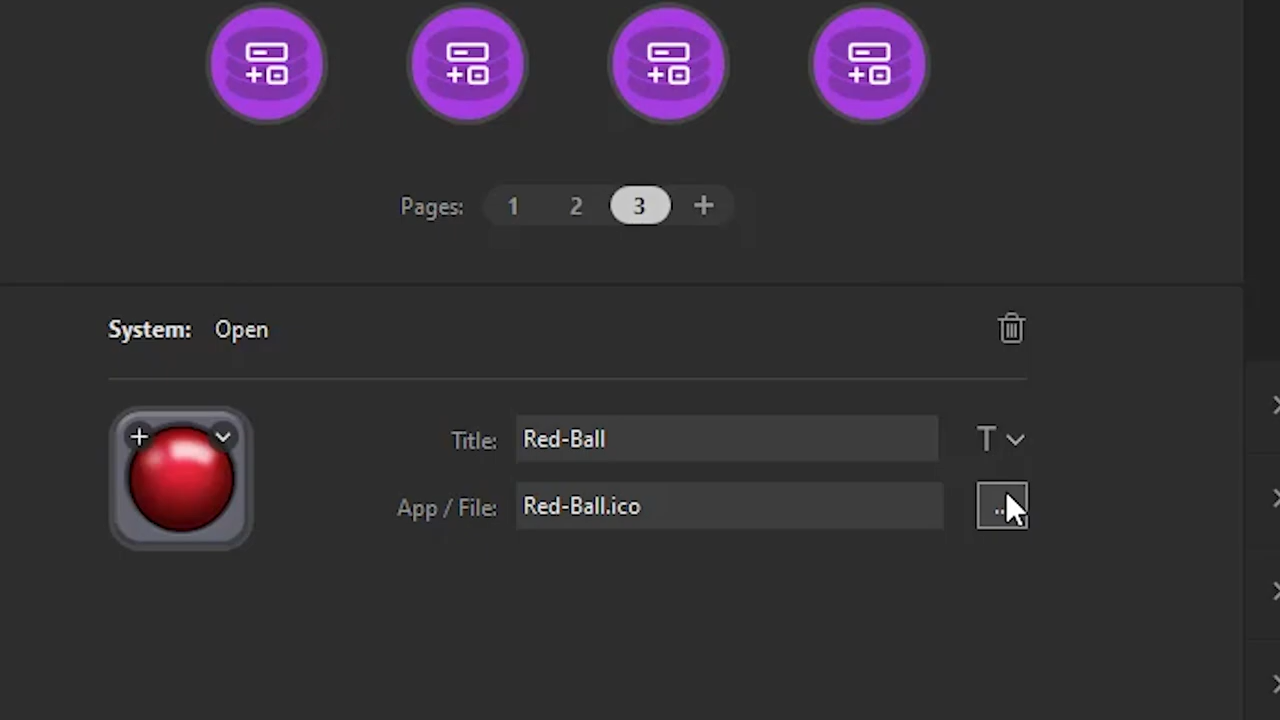 Pages: 1 2 3 +
System: Open
Title: Red-Ball T
App / File: Red-Ball.ico ...